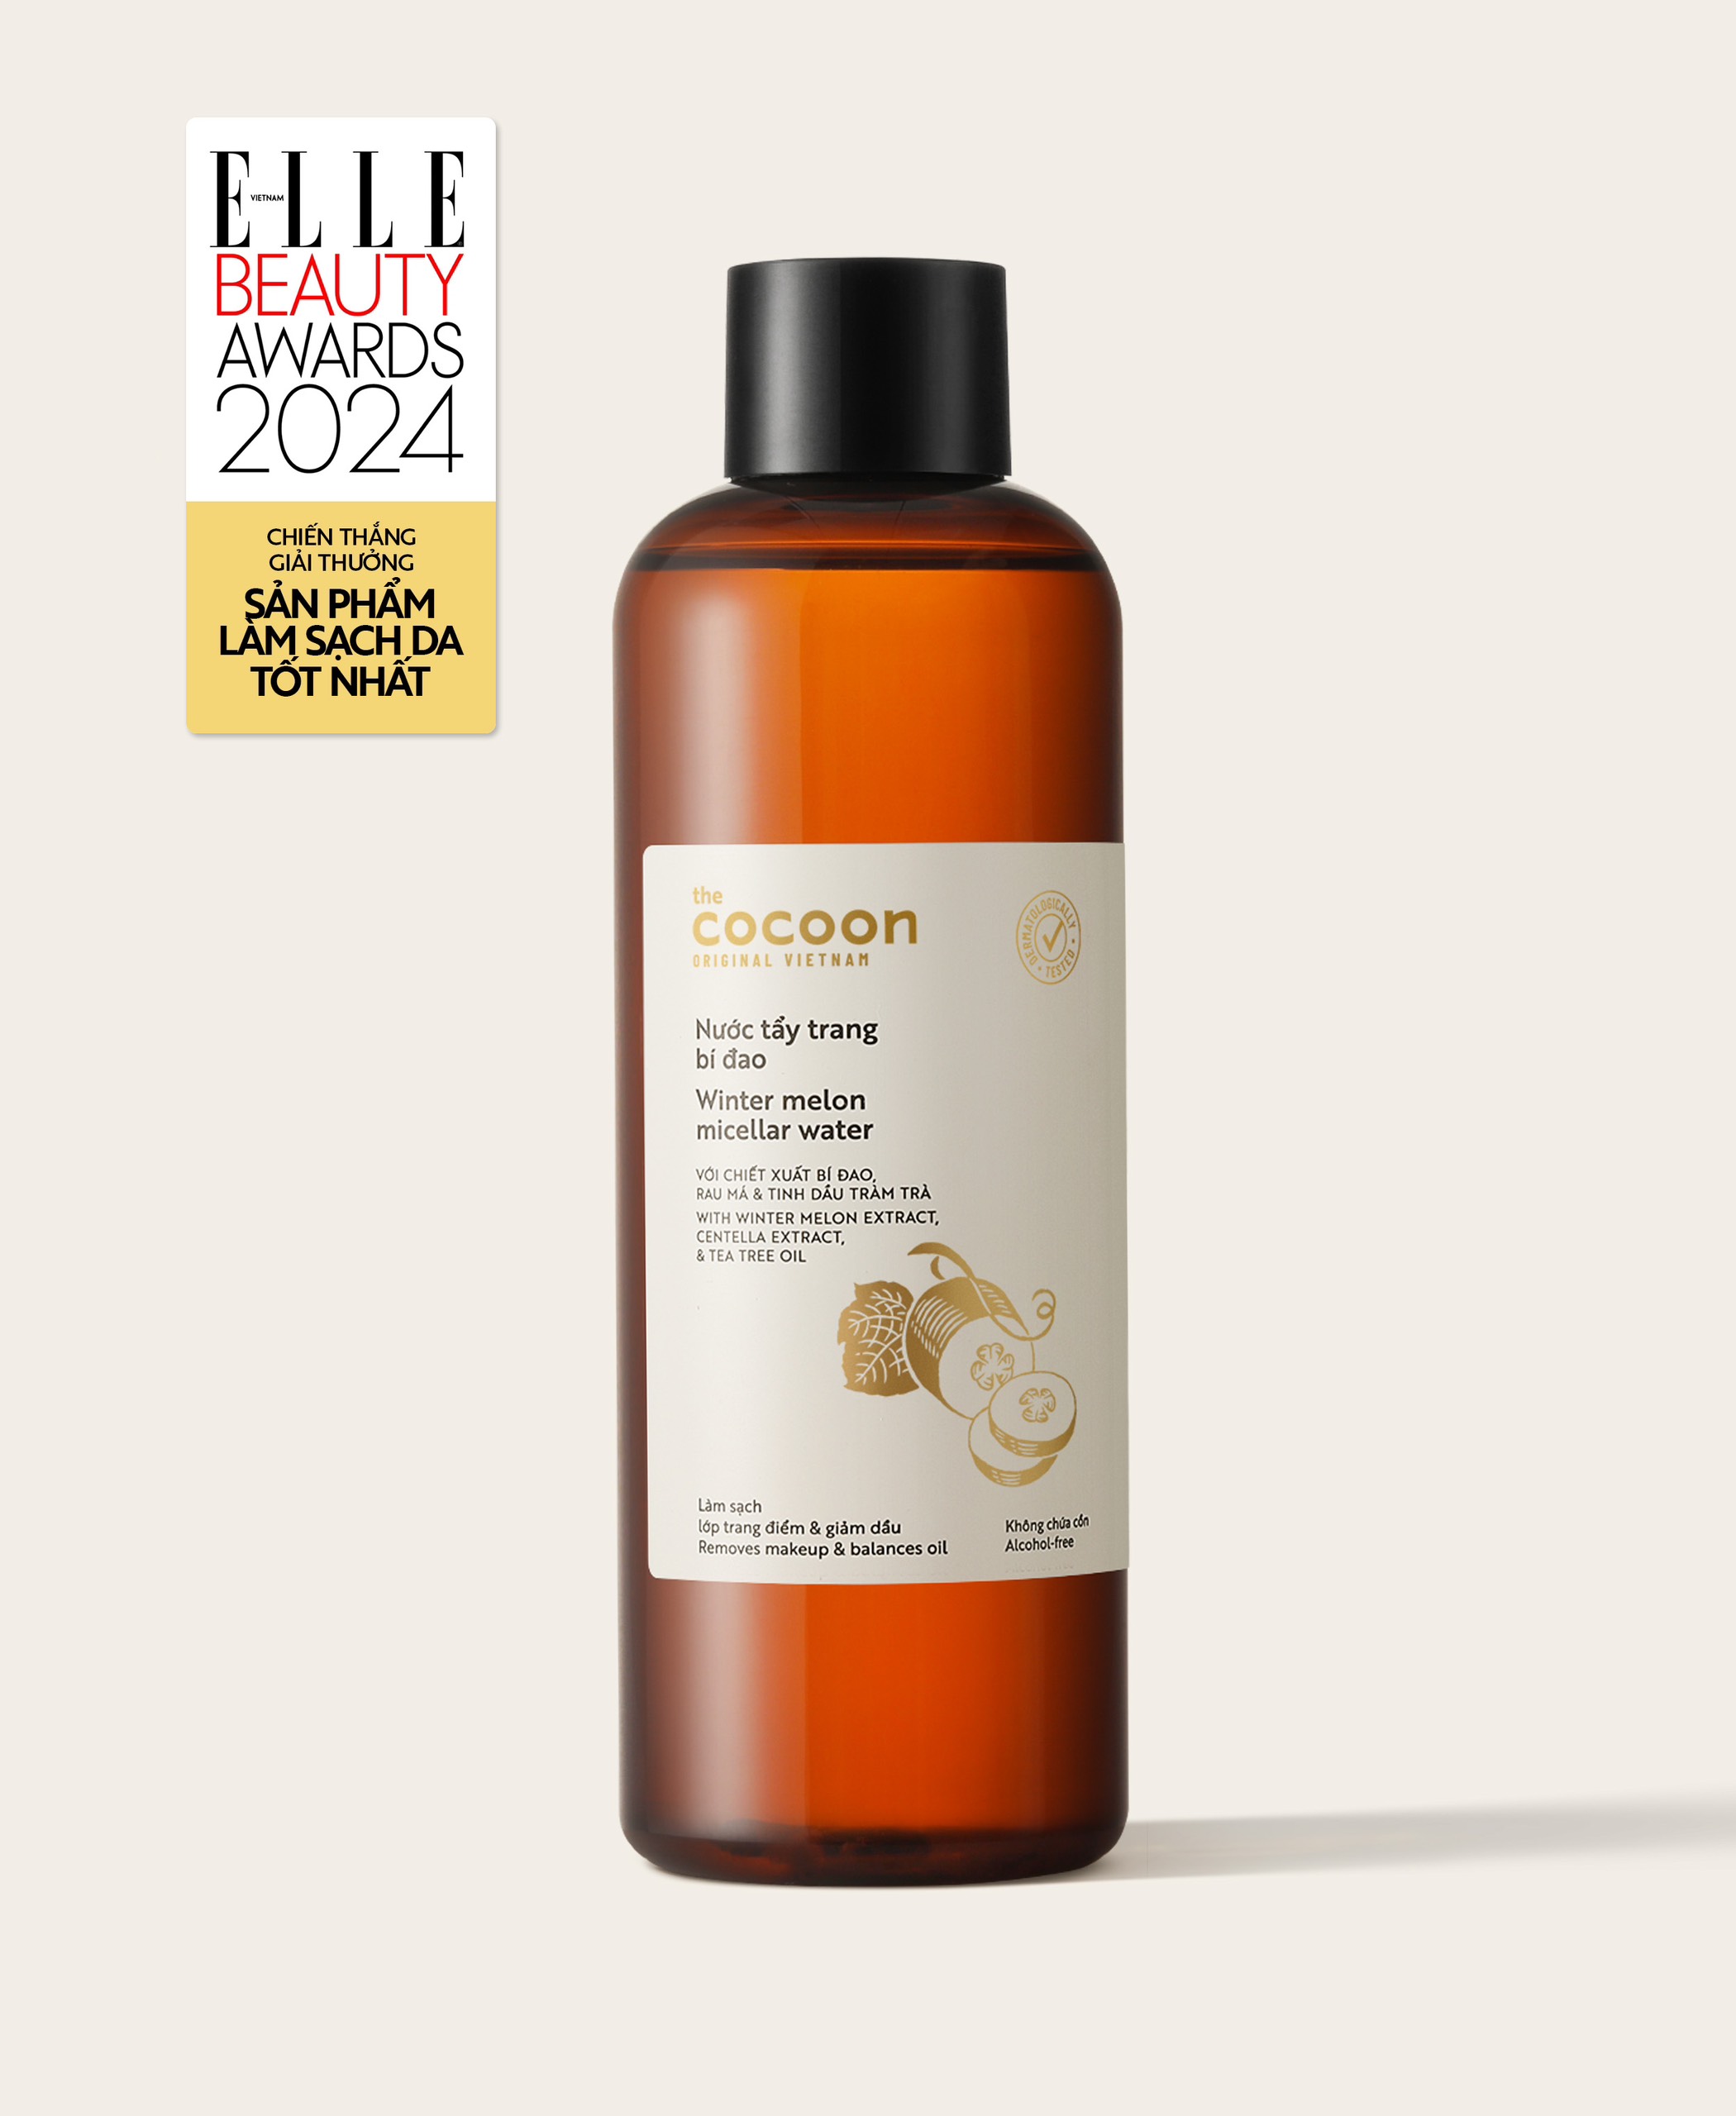 ELLE
VIETNAM
BEAUTY
AWARDS
2024
CHIẾN THẮNG
GIẢI THƯỞNG
SẢN PHẨM
LÀM SẠCH DA
TỐT NHẤT
the
cocoon
ORIGINAL VIETNAM
DERMATOLOGICALLY
TESTED
Nước tẩy trang
bí đao
Winter melon
micellar water
VỚI CHIẾT XUẤT BÍ ĐAO,
RAU MÁ & TINH DẦU TRÀM TRÀ
WITH WINTER MELON EXTRACT,
CENTELLA EXTRACT,
& TEA TREE OIL
Làm sạch
lớp trang điểm & giảm dầu
Removes makeup & balances oil
Không chứa cồn
Alcohol-free